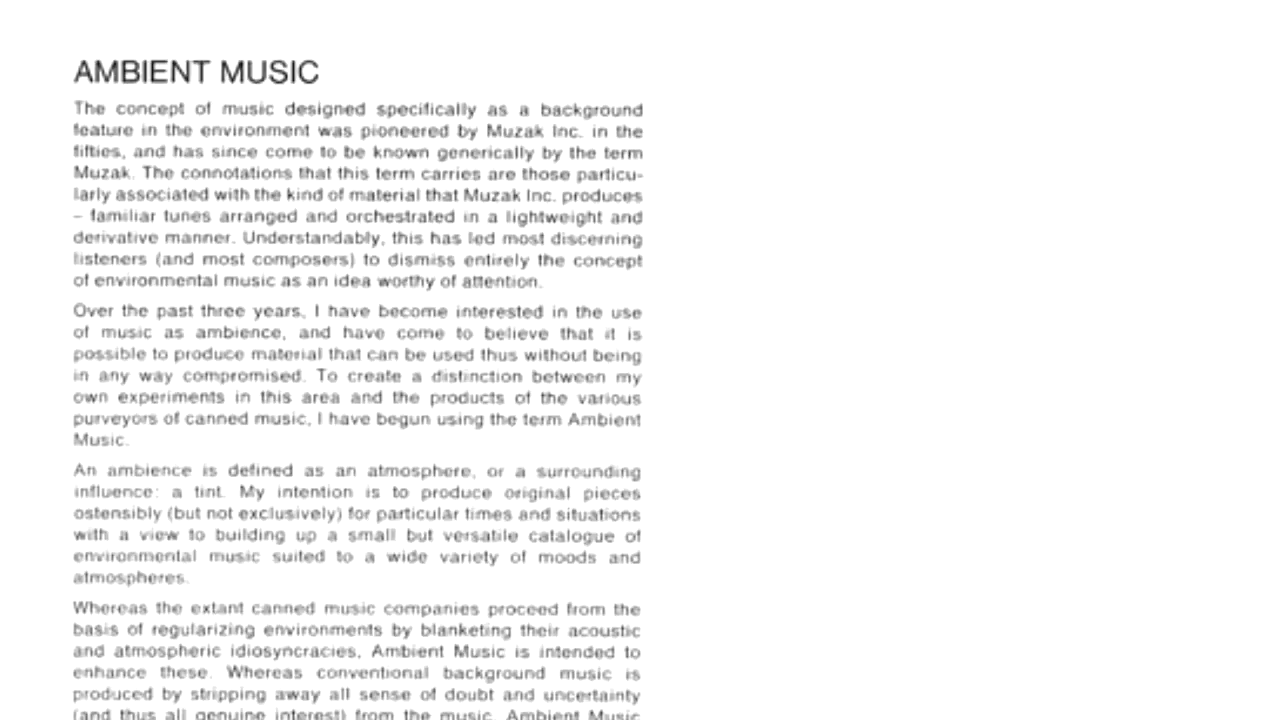 AMBIENT MUSIC
The concept of music designed specifically as a background
feature in the environment was pioneered by Muzak Inc. in the
fifties, and has since come to be known generically by the term
Muzak. The connotations that this term carries are those particu-
larly associated with the kind of material that Muzak Inc. produces
– familiar tunes arranged and orchestrated in a lightweight and
derivative manner. Understandably, this has led most discerning
listeners (and most composers) to dismiss entirely the concept
of environmental music as an idea worthy of attention.
Over the past three years, I have become interested in the use
of music as ambience, and have come to believe that it is
possible to produce material that can be used thus without being
in any way compromised. To create a distinction between my
own experiments in this area and the products of the various
purveyors of canned music, I have begun using the term Ambient
Music.
An ambience is defined as an atmosphere, or a surrounding
influence: a tint. My intention is to produce original pieces
ostensibly (but not exclusively) for particular times and situations
with a view to building up a small but versatile catalogue of
environmental music suited to a wide variety of moods and
atmospheres.
Whereas the extant canned music companies proceed from the
basis of regularizing environments by blanketing their acoustic
and atmospheric idiosyncracies, Ambient Music is intended to
enhance these. Whereas conventional background music is
produced by stripping away all sense of doubt and uncertainty
(and thus all genuine interest) from the music, Ambient Music